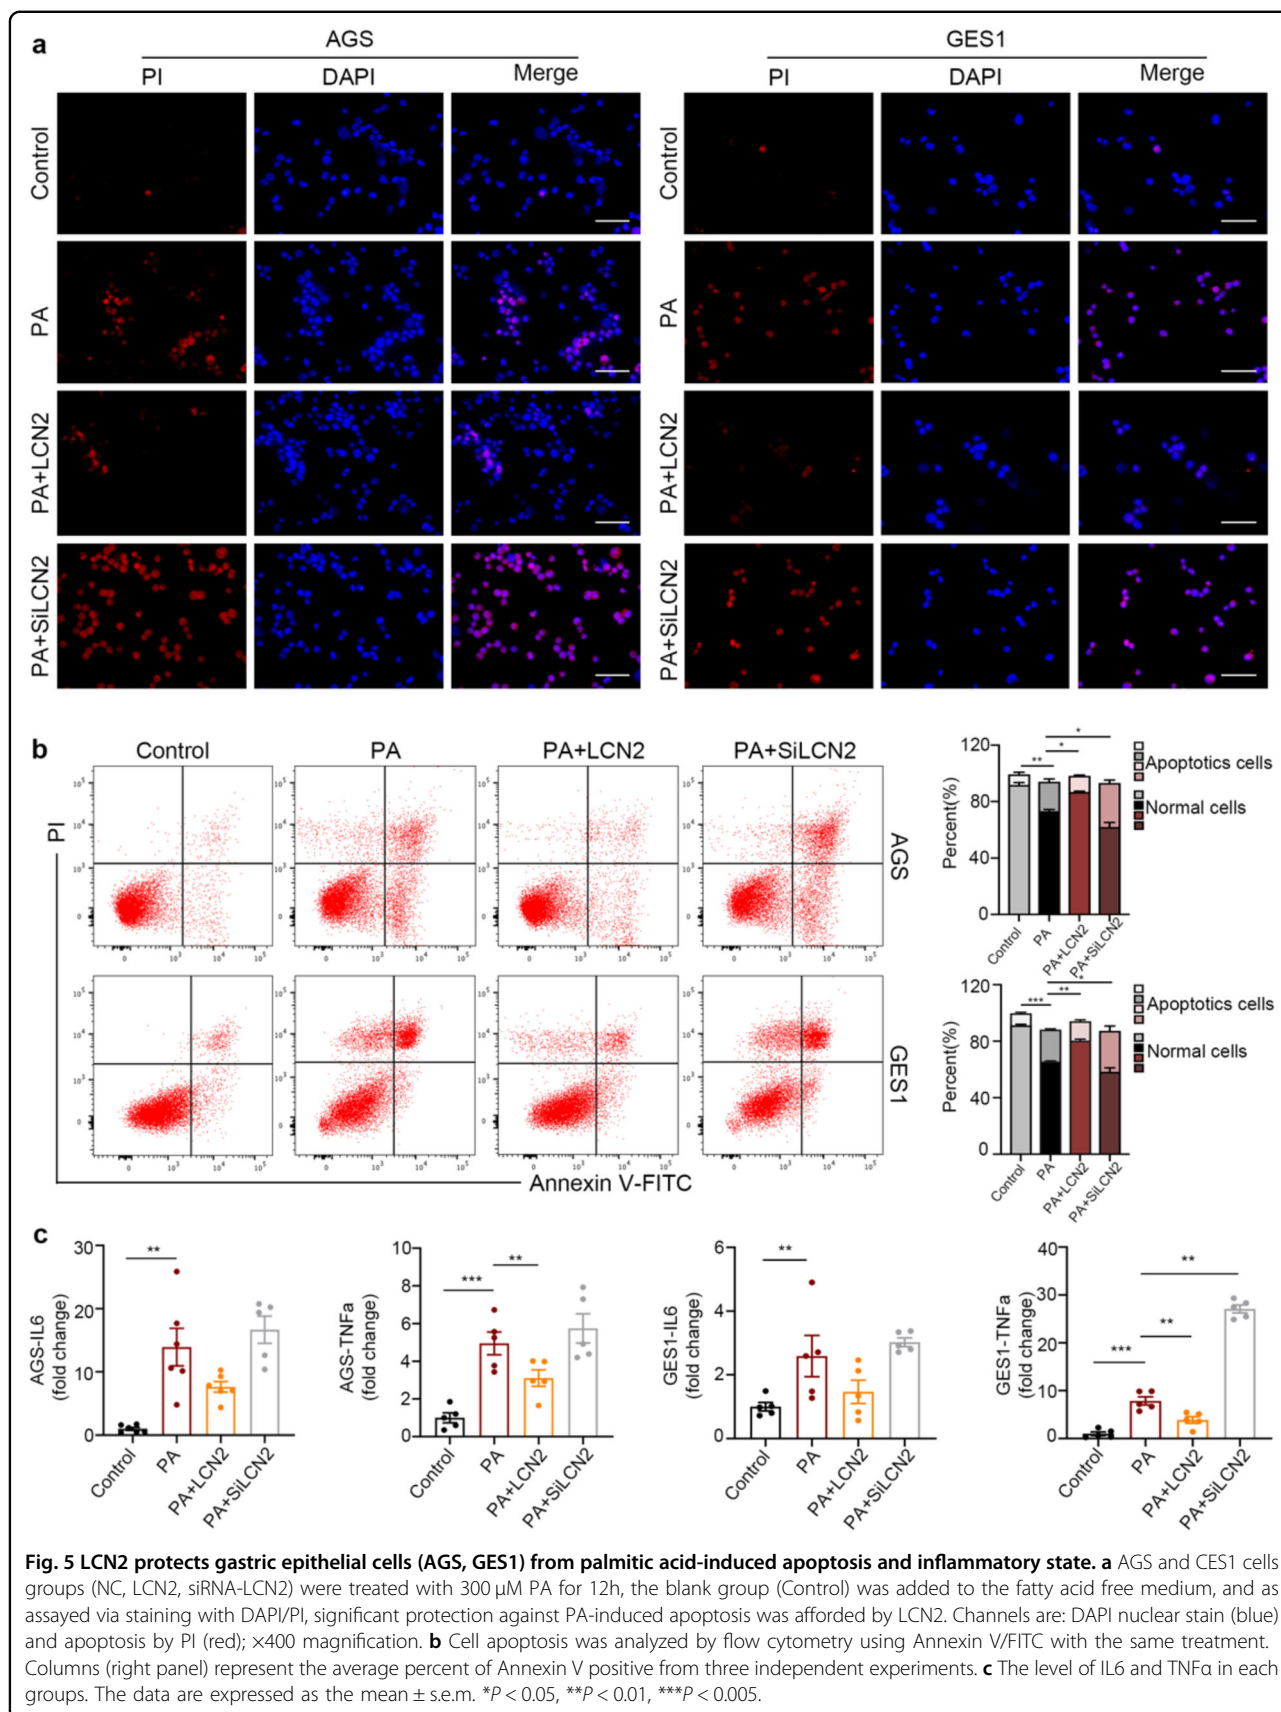 a
AGS
GES1
PI DAPI Merge
PI DAPI Merge
Control
PA
PA+LCN2
PA+SiLCN2
Control
PA
PA+LCN2
PA+SiLCN2
b
Control PA PA+LCN2 PA+SiLCN2
PI
AGS
GES1
Annexin V-FITC
Percent(%)
120
80
40
0
** * *
Apoptotics cells
Normal cells
Control PA PA+LCN2 PA+SiLCN2
Percent(%)
120
80
40
0
*** ** *
Apoptotics cells
Normal cells
Control PA PA+LCN2 PA+SiLCN2
c
AGS-IL6
(fold change)
30
20
10
0
**
Control PA PA+LCN2 PA+SiLCN2
AGS-TNFa
(fold change)
10
8
6
4
2
0
*** **
Control PA PA+LCN2 PA+SiLCN2
GES1-IL6
(fold change)
6
4
2
0
**
Control PA PA+LCN2 PA+SiLCN2
GES1-TNFa
(fold change)
40
30
20
10
0
*** ** **
Control PA PA+LCN2 PA+SiLCN2
Fig. 5 LCN2 protects gastric epithelial cells (AGS, GES1) from palmitic acid-induced apoptosis and inflammatory state. a AGS and CES1 cells
groups (NC, LCN2, siRNA-LCN2) were treated with 300 µM PA for 12h, the blank group (Control) was added to the fatty acid free medium, and as
assayed via staining with DAPI/PI, significant protection against PA-induced apoptosis was afforded by LCN2. Channels are: DAPI nuclear stain (blue)
and apoptosis by PI (red); ×400 magnification. b Cell apoptosis was analyzed by flow cytometry using Annexin V/FITC with the same treatment.
Columns (right panel) represent the average percent of Annexin V positive from three independent experiments. c The level of IL6 and TNFα in each
groups. The data are expressed as the mean ± s.e.m. *P < 0.05, **P < 0.01, ***P < 0.005.